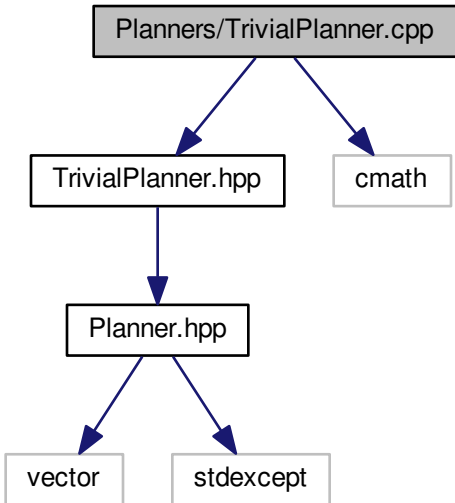 Planners/TrivialPlanner.cpp
TrivialPlanner.hpp
cmath
Planner.hpp
vector
stdexcept